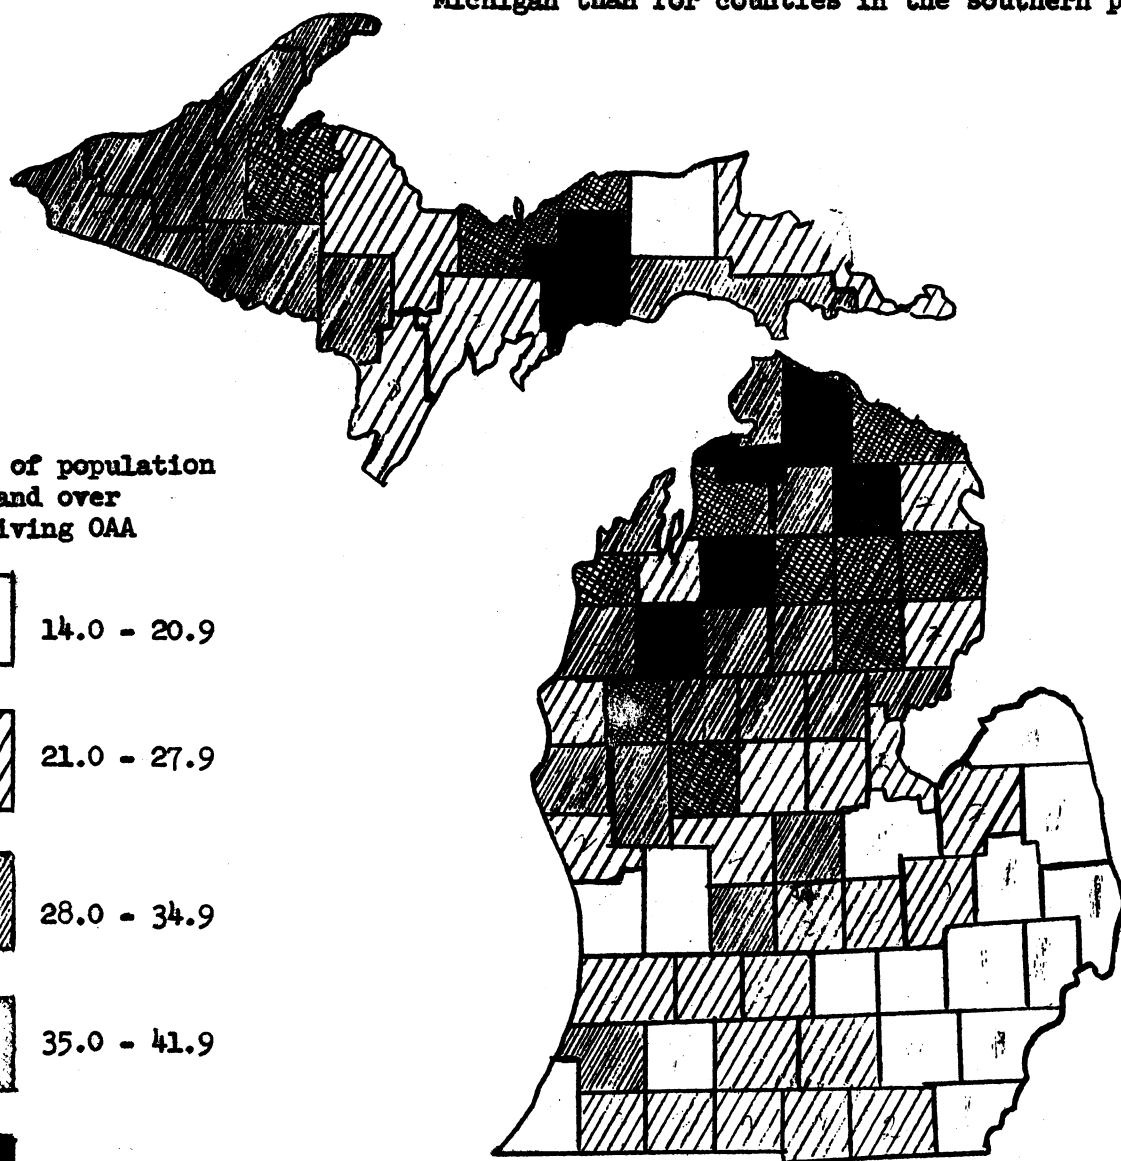 Michigan than for counties in the southern p
of population
and over
iving OAA
14.0 - 20.9
21.0 - 27.9
28.0 - 34.9
35.0 - 41.9